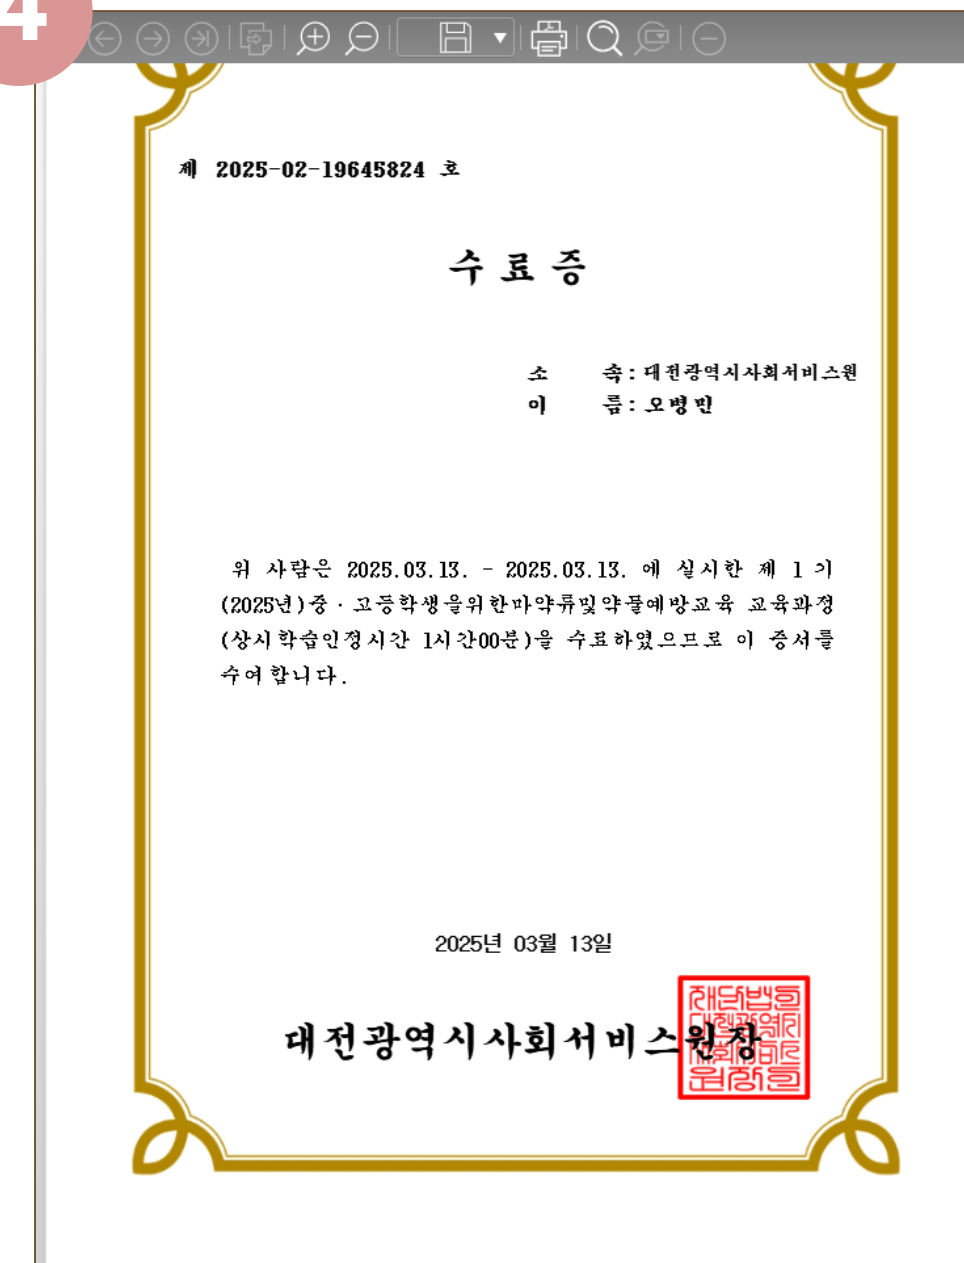 4
제 2025-02-19645824 호
수 료 증
소 속 : 대전광역시사회서비스원
이 름 : 오병민
위 사람은 2025.03.13. - 2025.03.13. 에 실시한 제 1 기
(2025년)중 · 고등학생을위한마약류및약물예방교육 교육과정
(상시학습인정시간 1시간00분)을 수료하였으므로 이 증서를
수여합니다.
2025년 03월 13일
대전광역시사회서비스원장